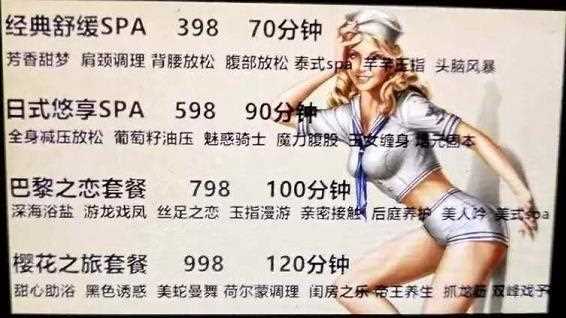 经典舒缓SPA 398 70分钟
芳香甜梦 肩颈调理 背腰放松 腹部放松 泰式spa 芊芊玉指 头脑风暴
日式悠享SPA 598 90分钟
全身减压放松 葡萄籽油压 魅惑骑士 魔力腹股 玉女缠身 培元固本
巴黎之恋套餐 798 100分钟
深海浴盐 游龙戏凤 丝足之恋 玉指漫游 亲密接触 后庭养护 美人吟 美式spa
樱花之旅套餐 998 120分钟
甜心助浴 黑色诱惑 美蛇曼舞 荷尔蒙调理 闺房之乐 帝王养生 抓龙筋 双峰戏